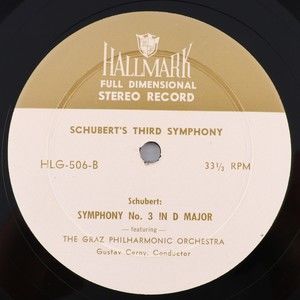 HALLMARK
FULL DIMENSIONAL
STEREO RECORD
SCHUBERT'S THIRD SYMPHONY
HLG-506-B 33⅓ RPM
Schubert:
SYMPHONY No. 3 IN D MAJOR
— featuring —
THE GRAZ PHILHARMONIC ORCHESTRA
Gustav Cerny, Conductor